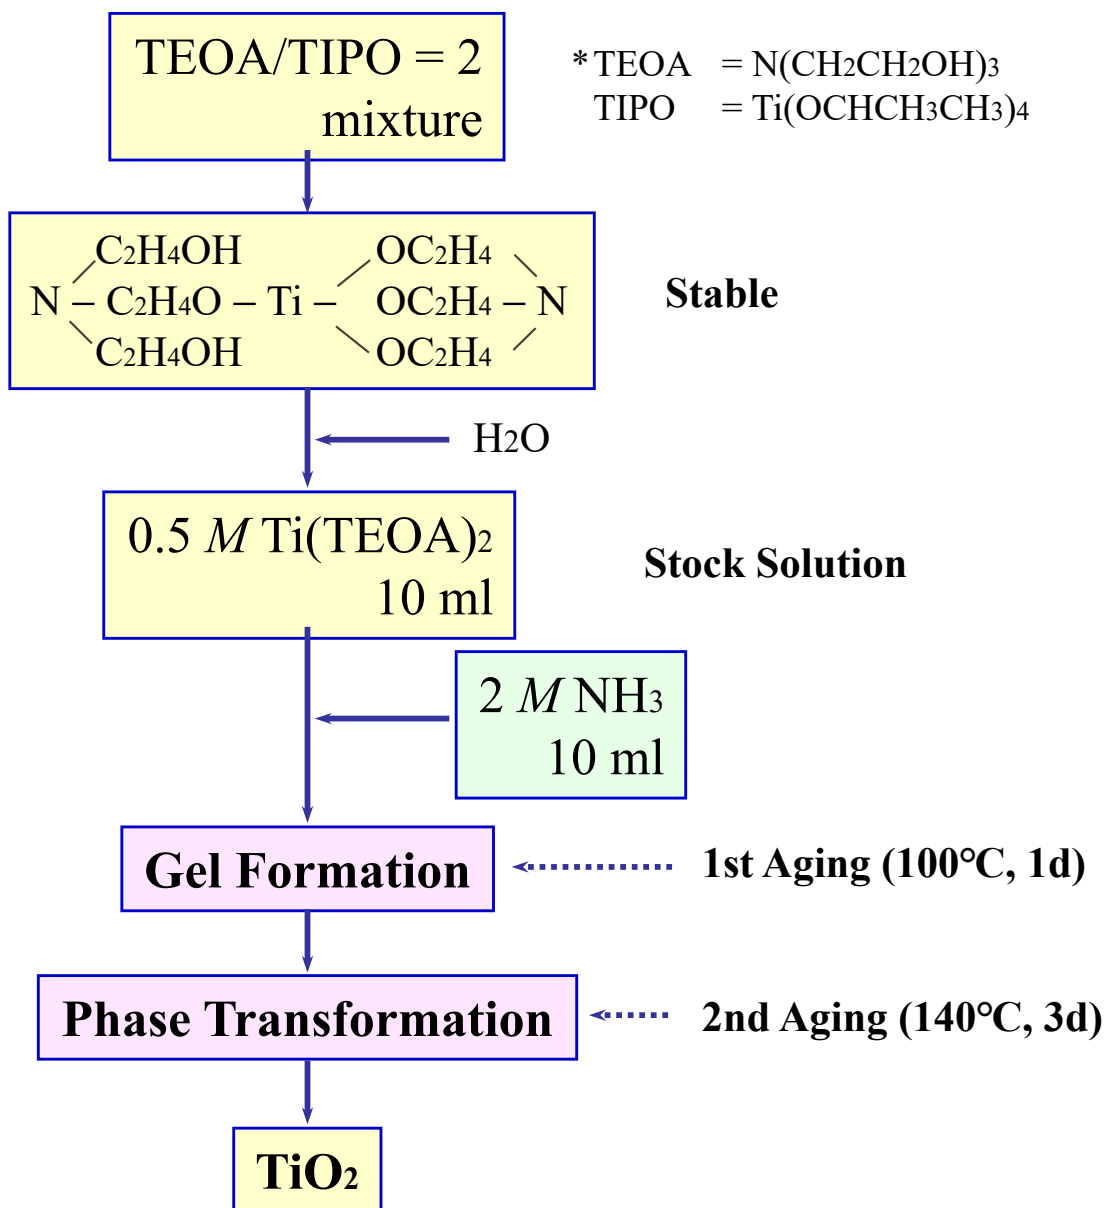 TEOA/TIPO = 2
mixture
*TEOA = N(CH2CH2OH)3
TIPO = Ti(OCHCH3CH3)4
C2H4OH OC2H4
N – C2H4O – Ti – OC2H4 – N
C2H4OH OC2H4
Stable
H2O
0.5 M Ti(TEOA)2
10 ml
Stock Solution
2 M NH3
10 ml
Gel Formation
1st Aging (100℃, 1d)
Phase Transformation
2nd Aging (140℃, 3d)
TiO2